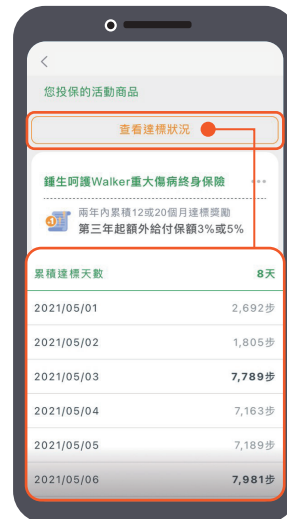 您投保的活動商品
查看達標狀況
鍾生呵護Walker重大傷病終身保險
兩年內累積12或20個月達標獎勵
第三年起額外給付保額3%或5%
累積達標天數 8天
2021/05/01 2,692步
2021/05/02 1,805步
2021/05/03 7,789步
2021/05/04 7,163步
2021/05/05 7,189步
2021/05/06 7,981步